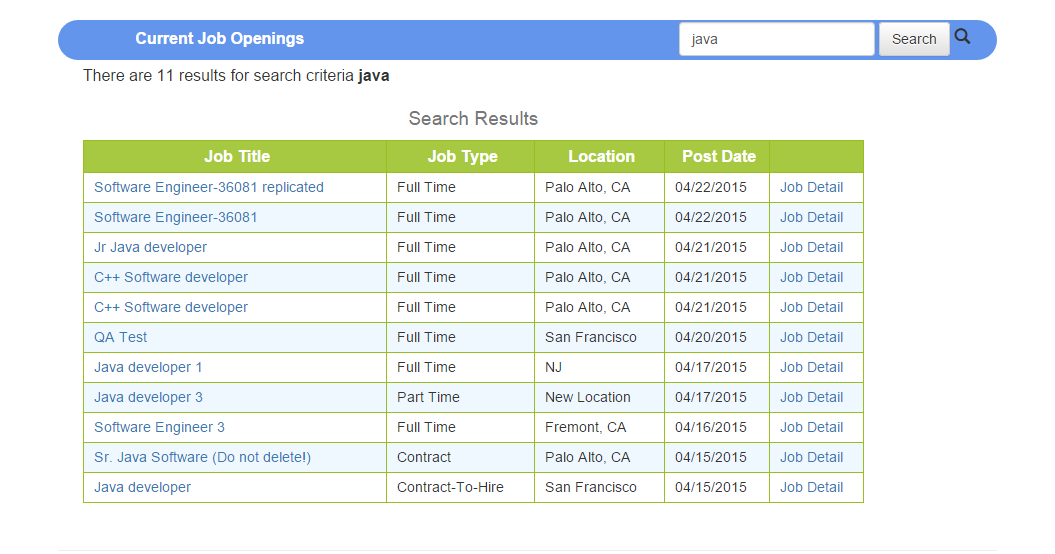 Current Job Openings java Search
There are 11 results for search criteria java
Search Results
Job Title Job Type Location Post Date
Software Engineer-36081 replicated Full Time Palo Alto, CA 04/22/2015 Job Detail
Software Engineer-36081 Full Time Palo Alto, CA 04/22/2015 Job Detail
Jr Java developer Full Time Palo Alto, CA 04/21/2015 Job Detail
C++ Software developer Full Time Palo Alto, CA 04/21/2015 Job Detail
C++ Software developer Full Time Palo Alto, CA 04/21/2015 Job Detail
QA Test Full Time San Francisco 04/20/2015 Job Detail
Java developer 1 Full Time NJ 04/17/2015 Job Detail
Java developer 3 Part Time New Location 04/17/2015 Job Detail
Software Engineer 3 Full Time Fremont, CA 04/16/2015 Job Detail
Sr. Java Software (Do not delete!) Contract Palo Alto, CA 04/15/2015 Job Detail
Java developer Contract-To-Hire San Francisco 04/15/2015 Job Detail